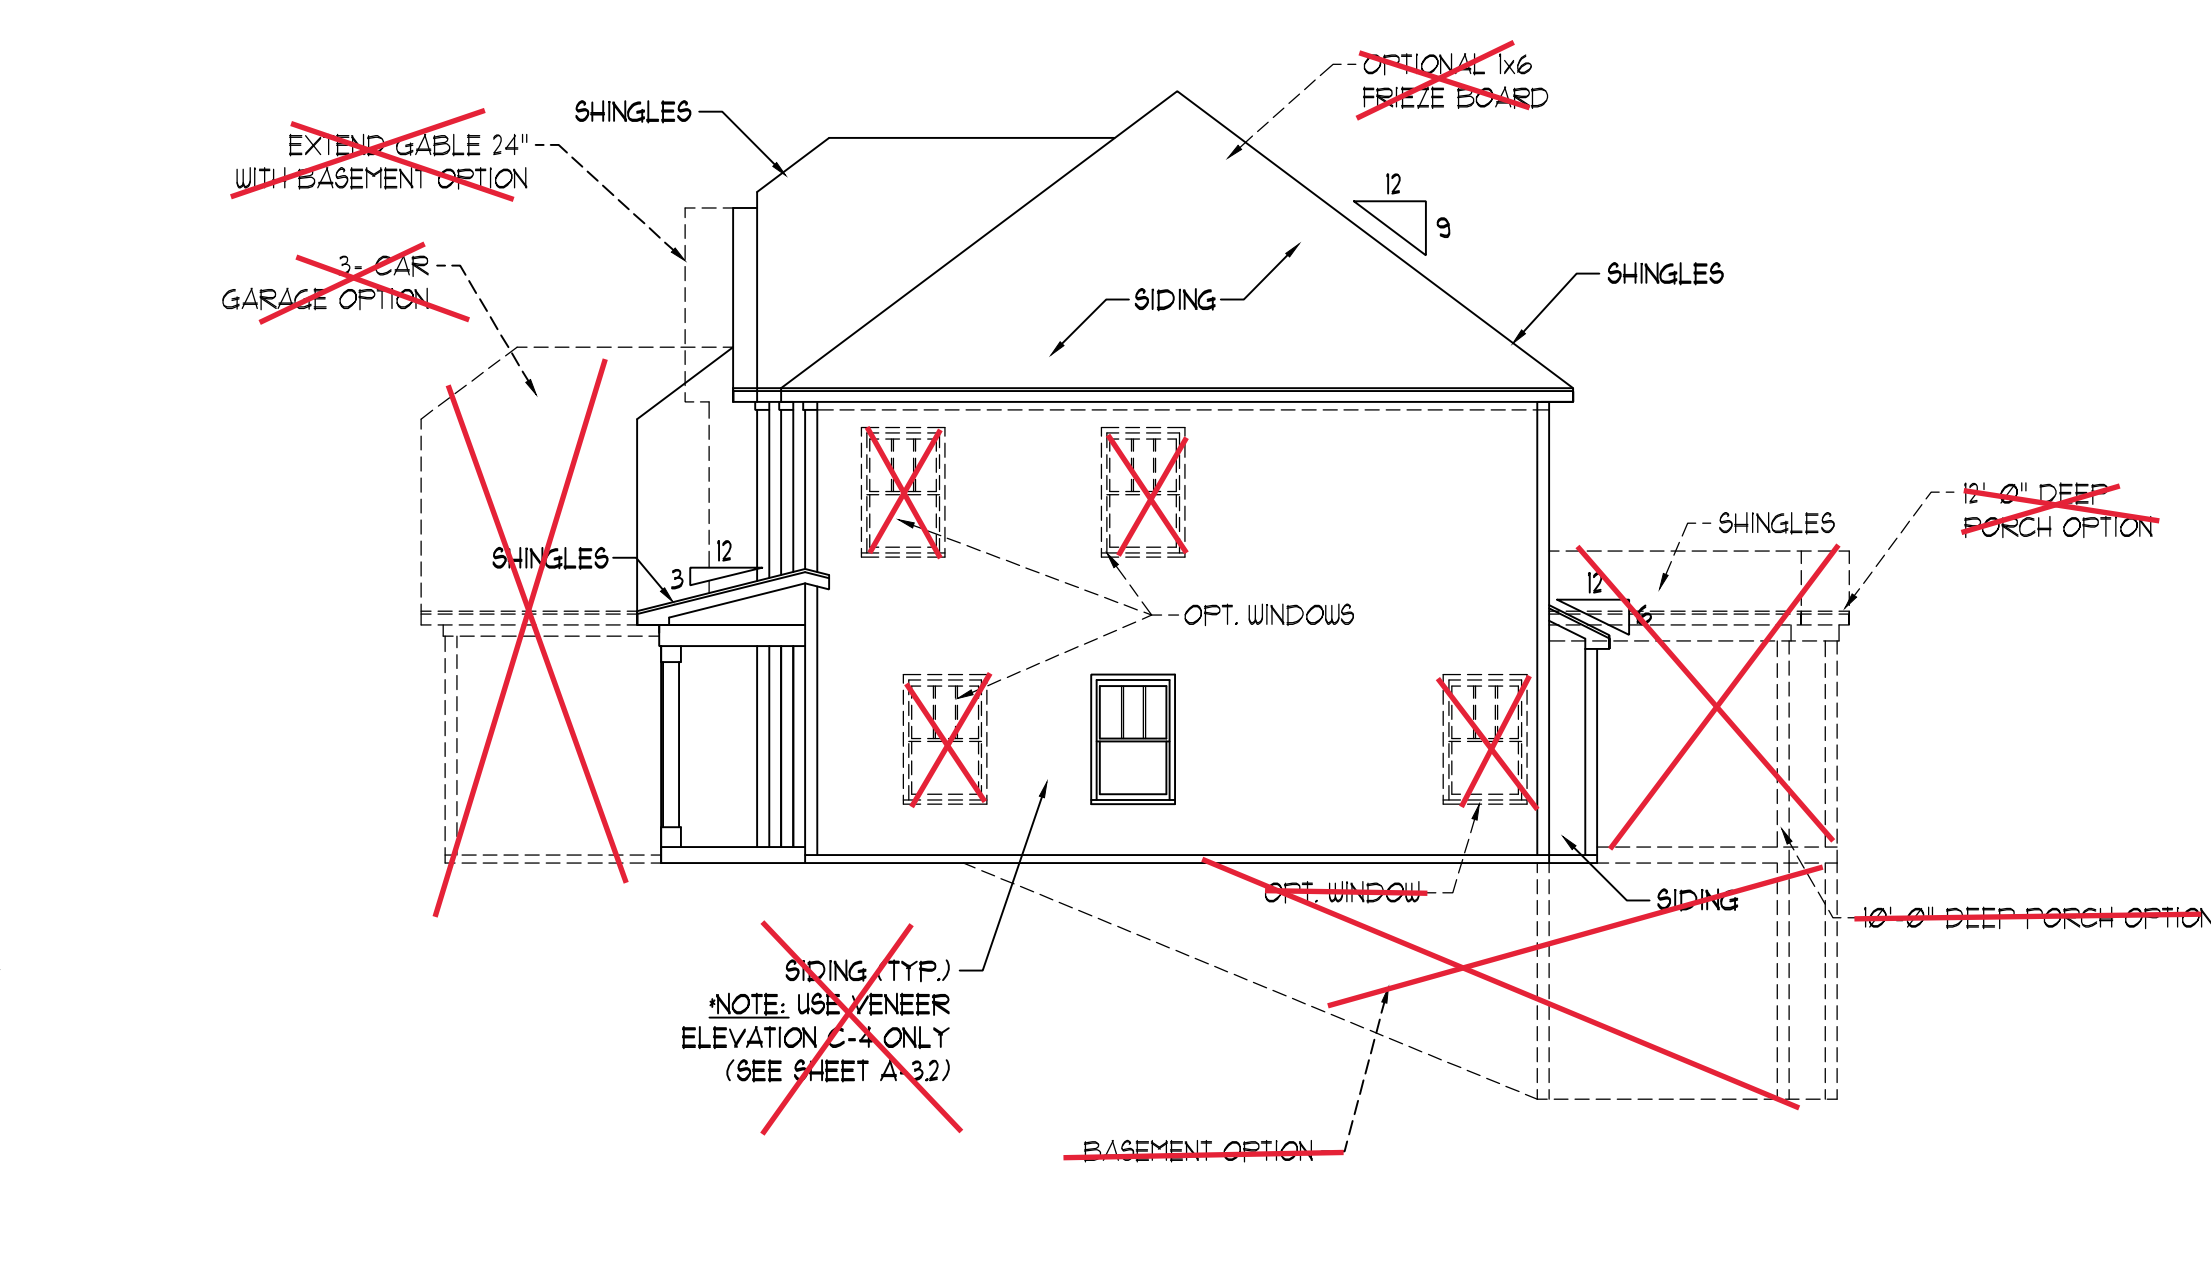 OPTIONAL 1x6
FRIEZE BOARD
SHINGLES
EXTEND GABLE 24"
WITH BASEMENT OPTION
12
9
3- CAR
GARAGE OPTION
SHINGLES
SIDING
12'-0" DEEP
PORCH OPTION
SHINGLES
SHINGLES
12
3
12
OPT. WINDOWS
OPT. WINDOW
SIDING
10'-0" DEEP PORCH OPTION
SIDING (TYP.)
*NOTE: USE VENEER
ELEVATION C-4 ONLY
(SEE SHEET A-3.2)
BASEMENT OPTION